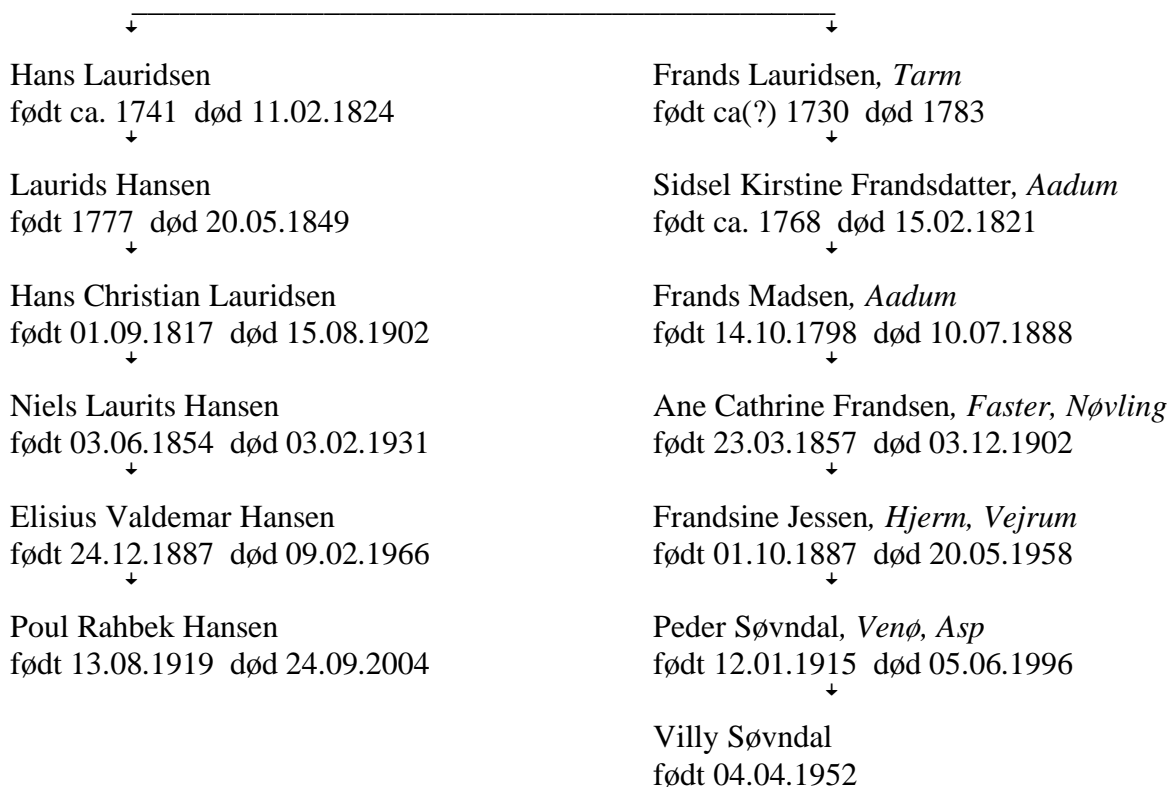 Hans Lauridsen
født ca. 1741 død 11.02.1824
Laurids Hansen
født 1777 død 20.05.1849
Hans Christian Lauridsen
født 01.09.1817 død 15.08.1902
Niels Laurits Hansen
født 03.06.1854 død 03.02.1931
Elisius Valdemar Hansen
født 24.12.1887 død 09.02.1966
Poul Rahbek Hansen
født 13.08.1919 død 24.09.2004
Frands Lauridsen, Tarm
født ca(?) 1730 død 1783
Sidsel Kirstine Frandsdatter, Aadum
født ca. 1768 død 15.02.1821
Frands Madsen, Aadum
født 14.10.1798 død 10.07.1888
Ane Cathrine Frandsen, Faster, Nøvling
født 23.03.1857 død 03.12.1902
Frandsine Jessen, Hjerm, Vejrum
født 01.10.1887 død 20.05.1958
Peder Søvndal, Venø, Asp
født 12.01.1915 død 05.06.1996
Villy Søvndal
født 04.04.1952